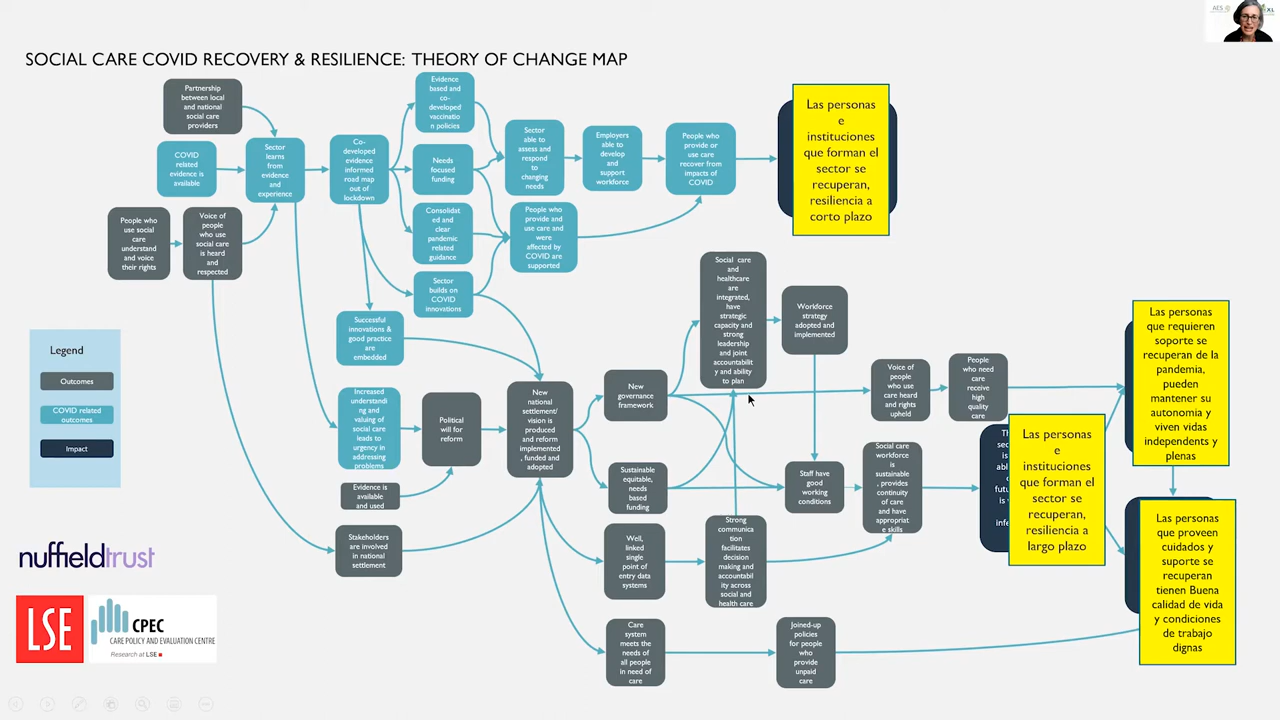 AES
XL
SOCIAL CARE COVID RECOVERY & RESILIENCE: THEORY OF CHANGE MAP
Partnership
between local
and national
social care
providers
COVID
related
evidence is
available
People who
use social
care
understand
and voice
their rights
Voice of
people
who use
social care
is heard
and
respected
Sector
learns
from
evidence
and
experience
Co-
developed
evidence
informed
road map
out of
lockdown
Evidence
based and
co-
developed
vaccinatio
n policies
Needs
focused
funding
Consolidat
ed and
clear
pandemic
related
guidance
Sector
builds on
COVID
innovations
Sector
able to
assess and
respond
to
changing
needs
People who
provide and
use care and
were
affected by
COVID are
supported
Employers
able to
develop
and
support
workforce
People who
provide or
use care
recover from
impacts of
COVID
Las personas
e
instituciones
que forman el
sector se
recuperan,
resiliencia a
corto plazo
Successful
innovations &
good practice
are
embedded
Increased
understandi
ng and
valuing of
social care
leads to
urgency in
addressing
problems
Political
will for
reform
Evidence is
available
and used
Stakeholders
are involved
in national
settlement
New
national
settlement/
vision is
produced
and reform
implemented
, funded and
adopted
New
governance
framework
Sustainable
equitable,
needs
based
funding
Well,
linked
single
point of
entry data
systems
Care
system
meets the
needs of
all people
in need of
care
Social care
and
healthcare
are
integrated,
have
strategic
capacity and
strong
leadership
and joint
accountabilit
y and ability
to plan
Workforce
strategy
adopted and
implemented
Strong
communica
tion
facilitates
decision
making and
accountab
ility across
social and
health care
Joined-up
policies
for people
who
provide
unpaid
care
Staff have
good
working
conditions
Voice of
people
who use
care heard
and rights
upheld
People
who need
care
receive
high
quality
care
Social care
workforce
is
sustainable
, provides
continuity
of care
and have
appropriat
e skills
Las personas
e
instituciones
que forman el
sector se
recuperan,
resiliencia a
largo plazo
Las personas
que requieren
soporte se
recuperan de la
pandemia,
pueden
mantener su
autonomia y
viven vidas
independents y
plenas
Las personas
que proveen
cuidados y
suporte se
recuperan
tienen Buena
calidad de vida
y condiciones
de trabajo
dignas
Legend
Outcomes
COVID related
outcomes
Impact
nuffieldtrust
LSE
CPEC
CARE POLICY AND EVALUATION CENTRE
Research at LSE